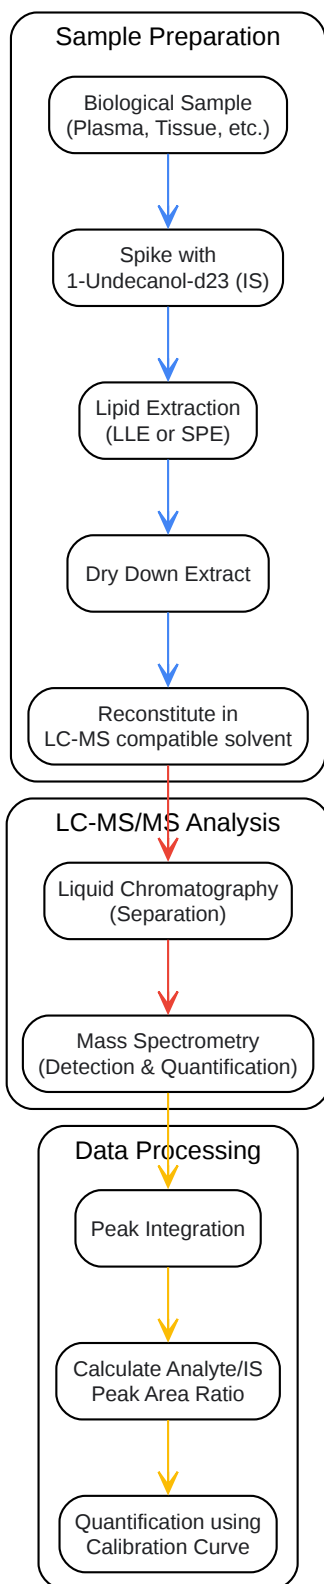 Sample Preparation
Biological Sample
(Plasma, Tissue, etc.)
Spike with
1-Undecanol-d23 (IS)
Lipid Extraction
(LLE or SPE)
Dry Down Extract
Reconstitute in
LC-MS compatible solvent
LC-MS/MS Analysis
Liquid Chromatography
(Separation)
Mass Spectrometry
(Detection & Quantification)
Data Processing
Peak Integration
Calculate Analyte/IS
Peak Area Ratio
Quantification using
Calibration Curve